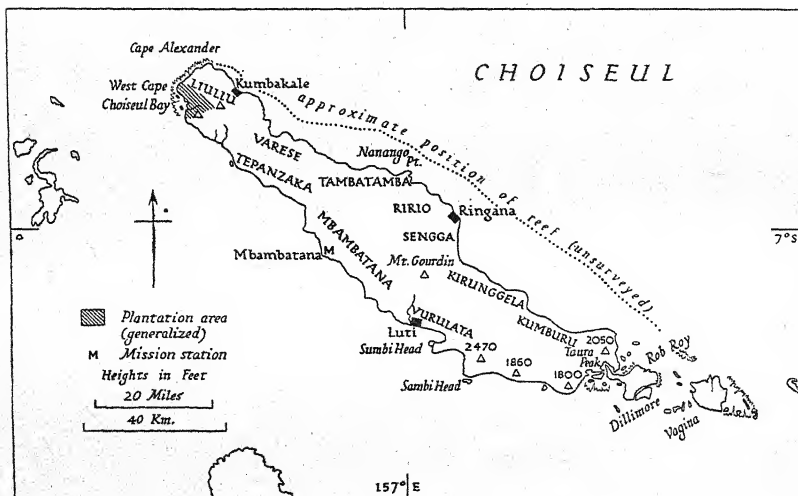 CHOISEUL
Cape Alexander
West Cape
Choiseul Bay
LIULIU
Kumbakale
approximate position of reef (unsurveyed)
VARESE
TEPANZAKA
Nanango Pt.
TAMBATAMBA
RIRIO
Ringana
SENGGA
7°S
MBAMBATANA
Mbambatana M
Mt. Gourdin
KIRUNGGELA
KUMBURU
VURULATA
Luti
Sumbi Head
2470
1860
1800
2050
Taura
Peak
Rob Roy
Sambi Head
Dillimore
Vagina
Plantation area
(generalized)
M Mission station
Heights in Feet
20 Miles
40 Km.
157° E